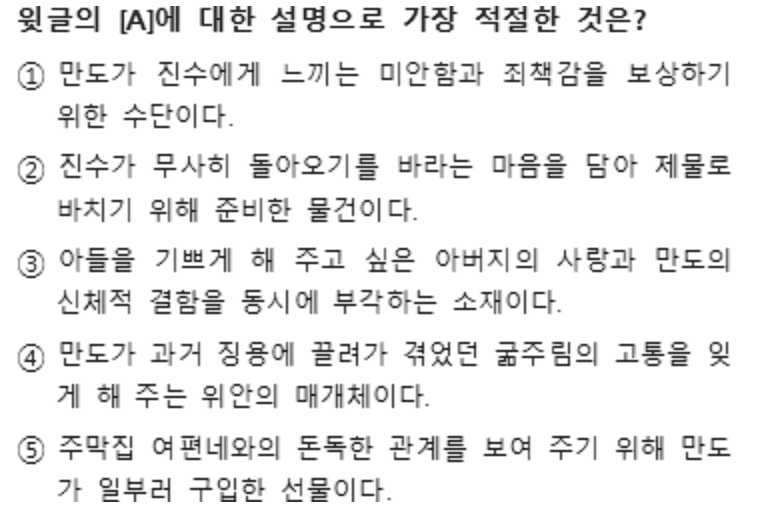 윗글의 [A]에 대한 설명으로 가장 적절한 것은?
① 만도가 진수에게 느끼는 미안함과 죄책감을 보상하기
위한 수단이다.
② 진수가 무사히 돌아오기를 바라는 마음을 담아 제물로
바치기 위해 준비한 물건이다.
③ 아들을 기쁘게 해 주고 싶은 아버지의 사랑과 만도의
신체적 결함을 동시에 부각하는 소재이다.
④ 만도가 과거 징용에 끌려가 겪었던 굶주림의 고통을 잊
게 해 주는 위안의 매개체이다.
⑤ 주막집 여편네와의 돈독한 관계를 보여 주기 위해 만도
가 일부러 구입한 선물이다.